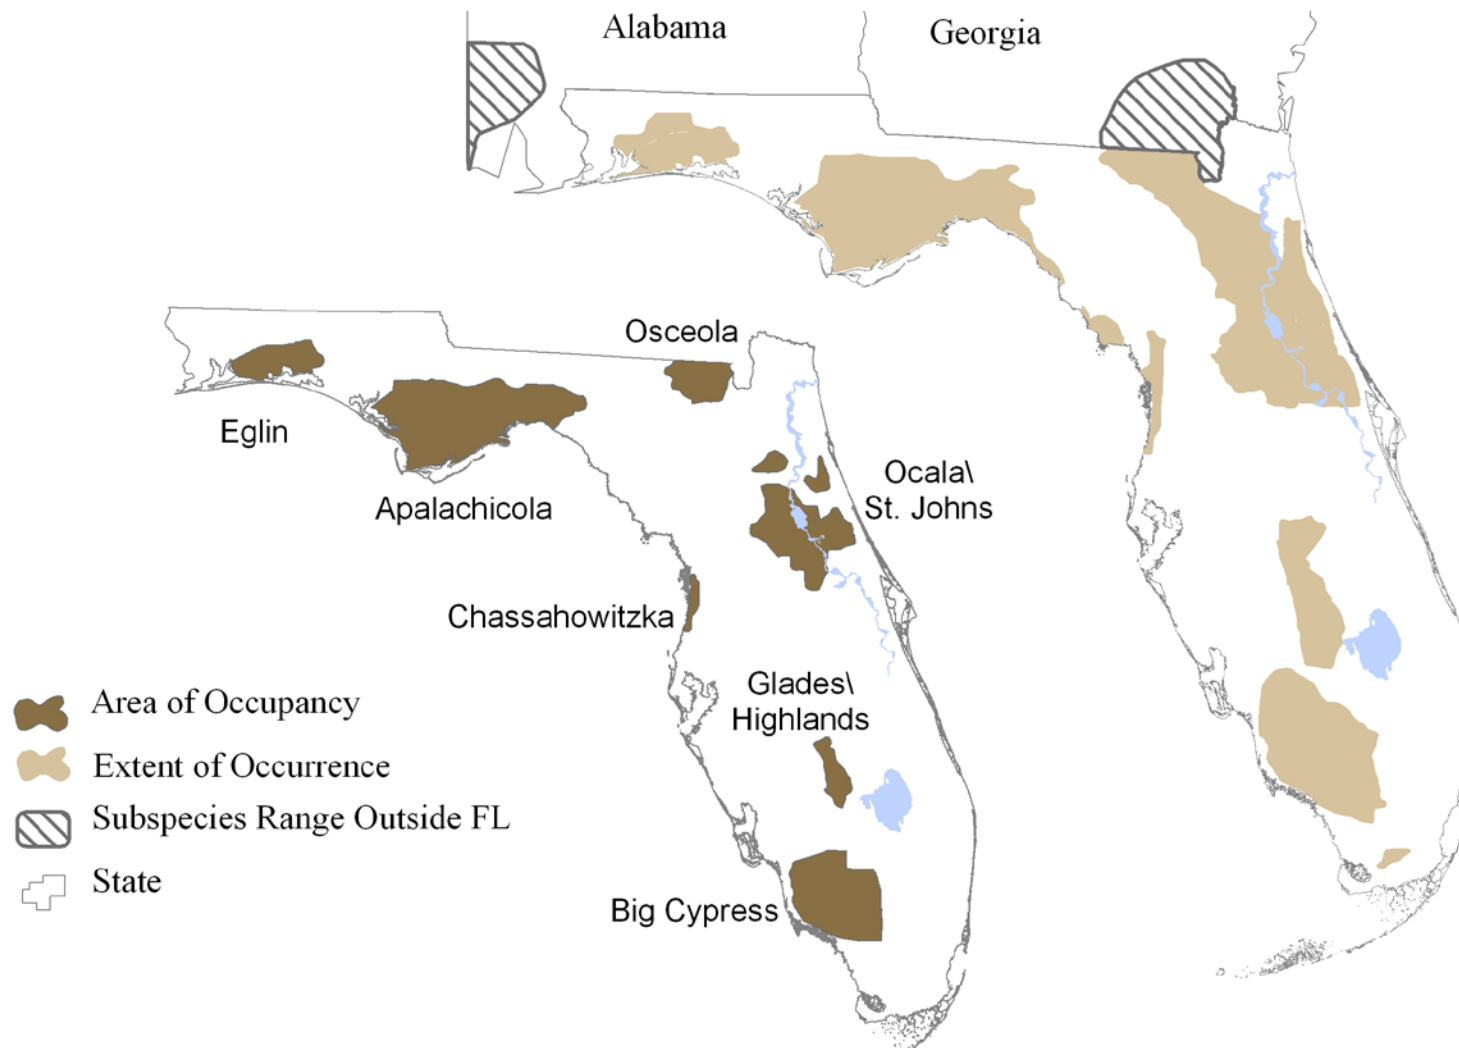 Alabama
Georgia
Osceola
Eglin
Apalachicola
Ocala\
St. Johns
Chassahowitzka
Glades\
Highlands
Big Cypress
Area of Occupancy
Extent of Occurrence
Subspecies Range Outside FL
State